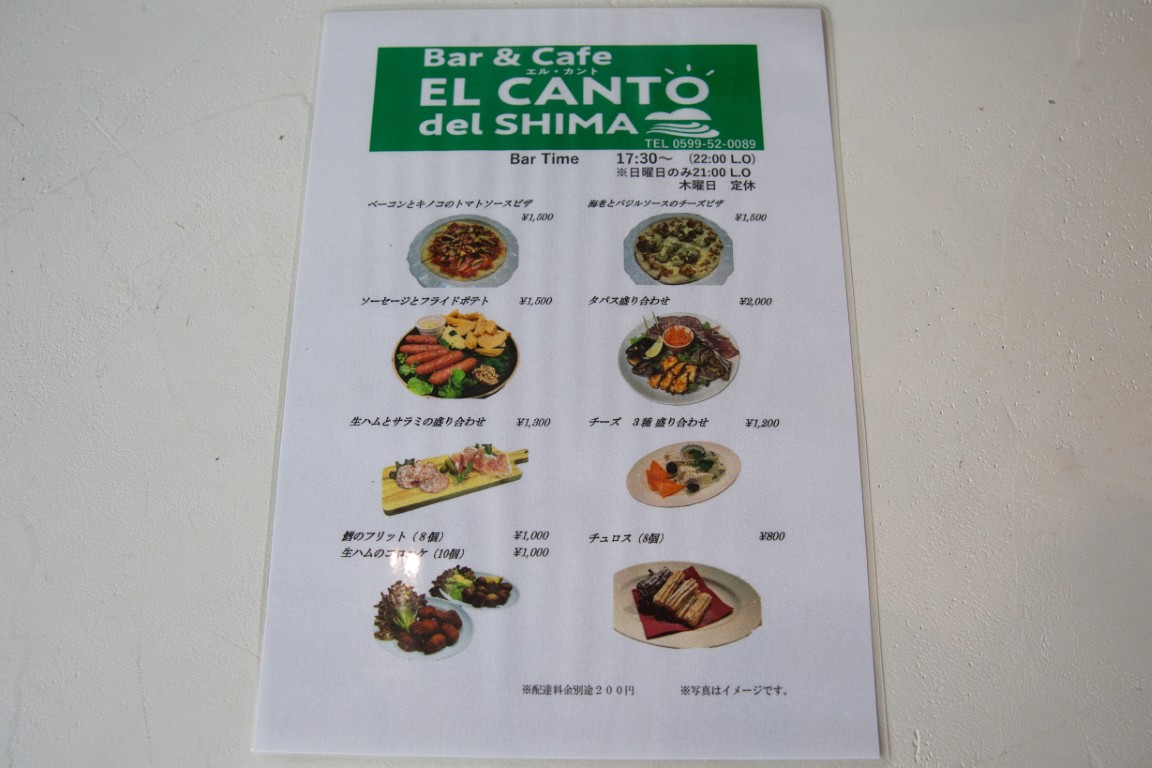 Bar & Cafe
エル・カント
EL CANTO
del SHIMA
TEL 0599-52-0089
Bar Time 17:30～ (22:00 L.O)
※日曜日のみ21:00 L.O
木曜日 定休
ベーコンとキノコのトマトソースピザ
¥1,500
海老とバジルソースのチーズピザ
¥1,500
ソーセージとフライドポテト ¥1,500
タパス盛り合わせ ¥2,000
生ハムとサラミの盛り合わせ ¥1,300
チーズ 3種 盛り合わせ ¥1,200
のフリット（8個） ¥1,000
生ハムのコロッケ（10個） ¥1,000
チュロス（8個） ¥800
※配達料金別途２００円
※写真はイメージです。